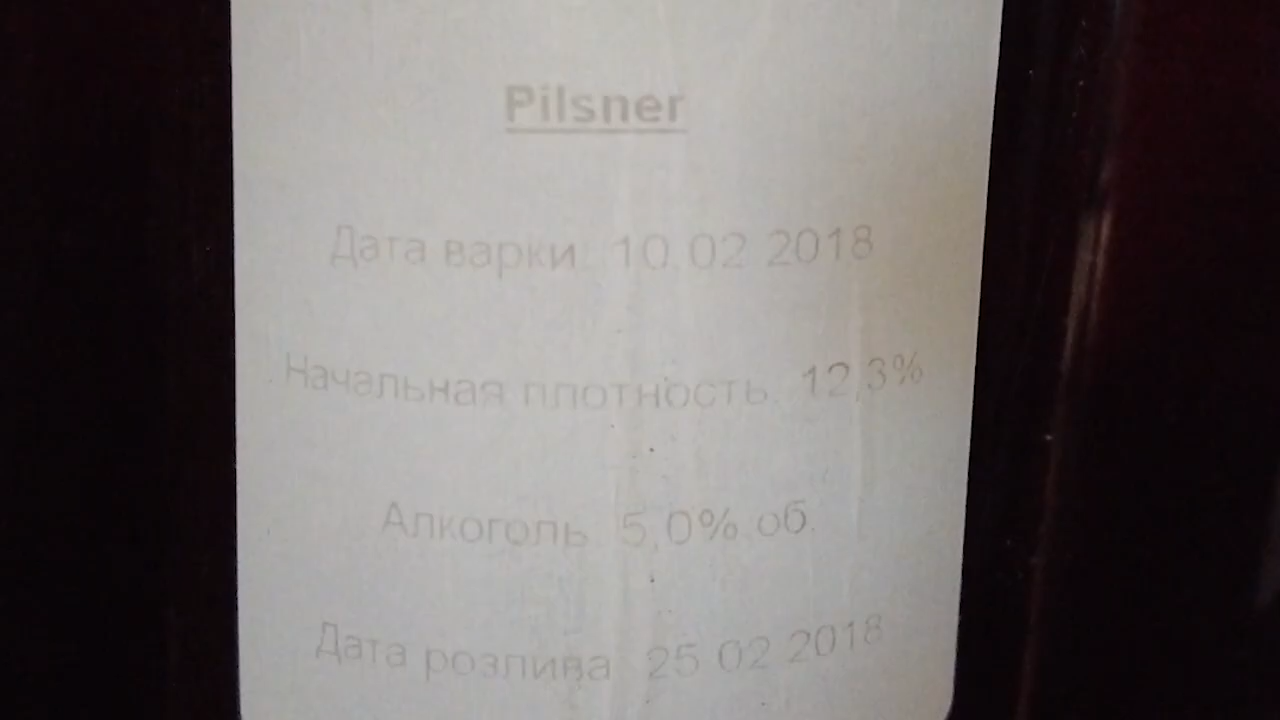 Pilsner
Дата варки: 10.02.2018
Начальная плотность: 12,3%
Алкоголь: 5,0% об.
Дата розлива: 25.02.2018